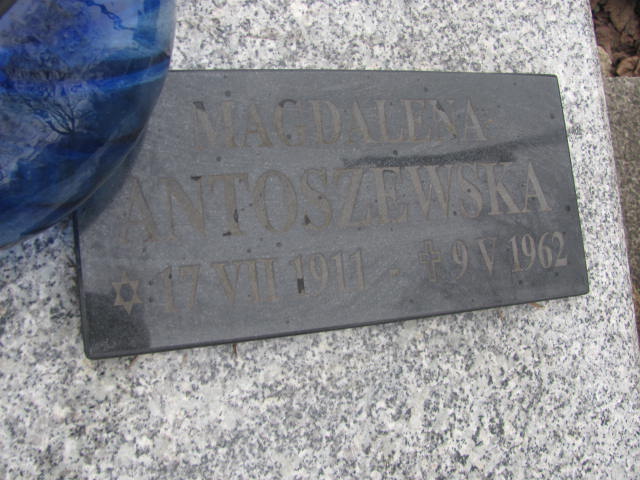 MAGDALENA
ANTOSZEWSKA
✡ 17 VII 1911 - ✝ 9 V 1962